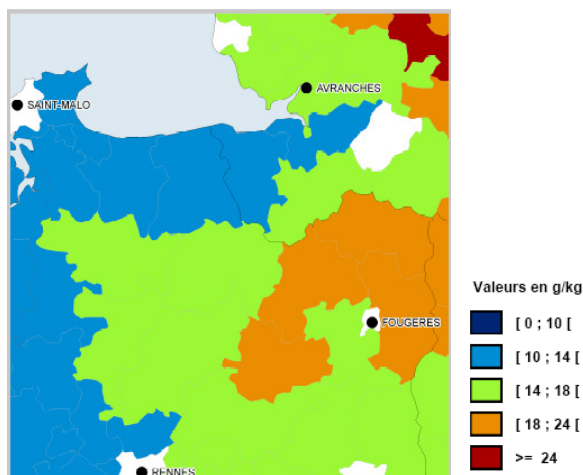 AVRANCHES
SAINT-MALO
Valeurs en g/kg
[ 0 ; 10 [
FOUGERES
[ 10 ; 14 [
[ 14 ; 18 [
[ 18 ; 24 [
>= 24
RENNES